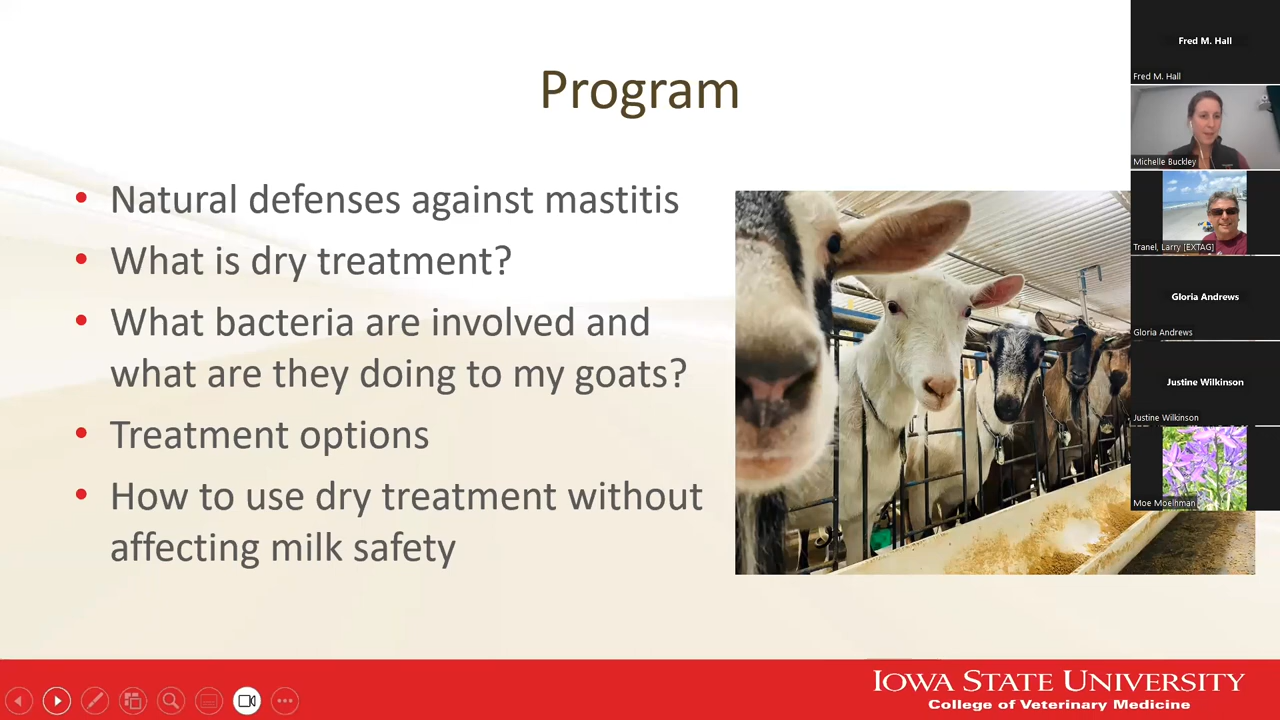 Program
• Natural defenses against mastitis
• What is dry treatment?
• What bacteria are involved and
what are they doing to my goats?
• Treatment options
• How to use dry treatment without
affecting milk safety
Fred M. Hall
Fred M. Hall
Michelle Buckley
Tranel, Larry [EXTAG]
Gloria Andrews
Gloria Andrews
Justine Wilkinson
Justine Wilkinson
Moe Moelhman
IOWA STATE UNIVERSITY
College of Veterinary Medicine